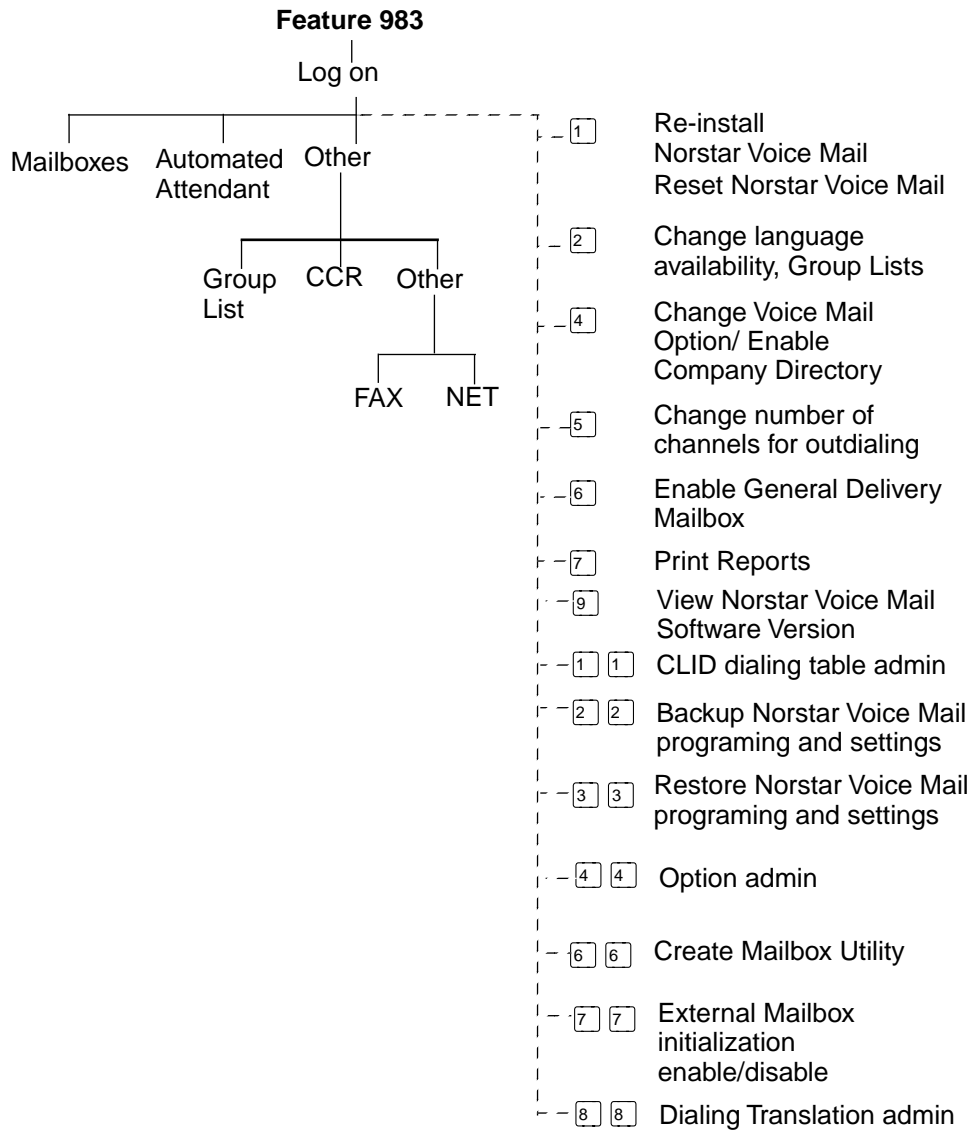 Feature 983
Log on
Mailboxes
Automated
Attendant
Other
Group
List
CCR
Other
FAX
NET
1
Re-install
Norstar Voice Mail
Reset Norstar Voice Mail
2
Change language
availability, Group Lists
4
Change Voice Mail
Option/ Enable
Company Directory
5
Change number of
channels for outdialing
6
Enable General Delivery
Mailbox
7
Print Reports
9
View Norstar Voice Mail
Software Version
1 1 CLID dialing table admin
2 2 Backup Norstar Voice Mail
programing and settings
3 3 Restore Norstar Voice Mail
programing and settings
4 4 Option admin
6 6 Create Mailbox Utility
7 7 External Mailbox
initialization
enable/disable
8 8 Dialing Translation admin